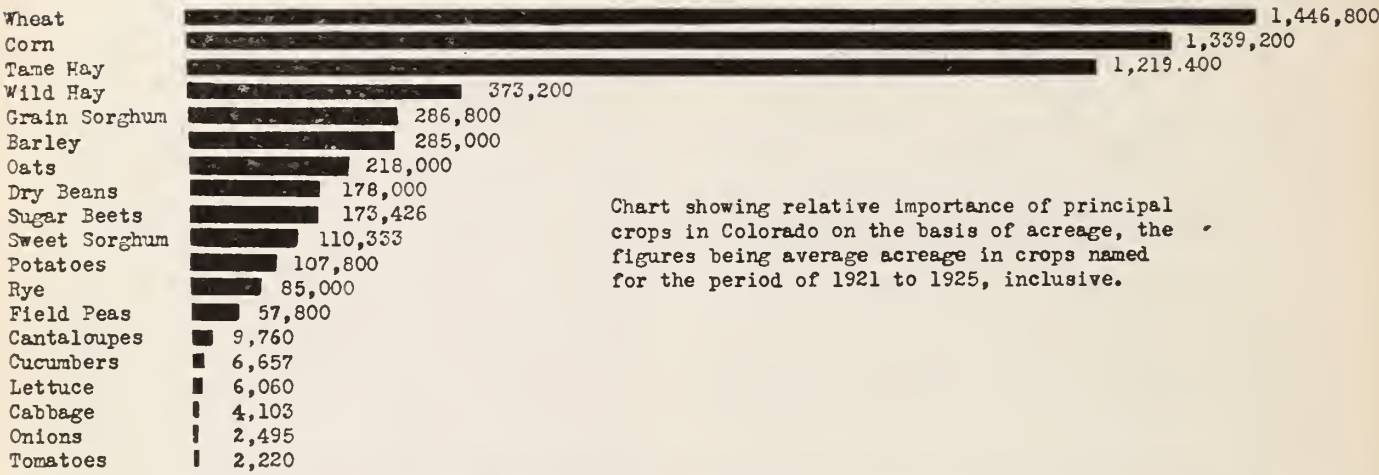 Wheat 1,446,800
Corn 1,339,200
Tame Hay 1,219.400
Wild Hay 373,200
Grain Sorghum 286,800
Barley 285,000
Oats 218,000
Dry Beans 178,000
Sugar Beets 173,426
Sweet Sorghum 110,333
Potatoes 107,800
Rye 85,000
Field Peas 57,800
Cantaloupes 9,760
Cucumbers 6,657
Lettuce 6,060
Cabbage 4,103
Onions 2,495
Tomatoes 2,220
Chart showing relative importance of principal
crops in Colorado on the basis of acreage, the
figures being average acreage in crops named
for the period of 1921 to 1925, inclusive.